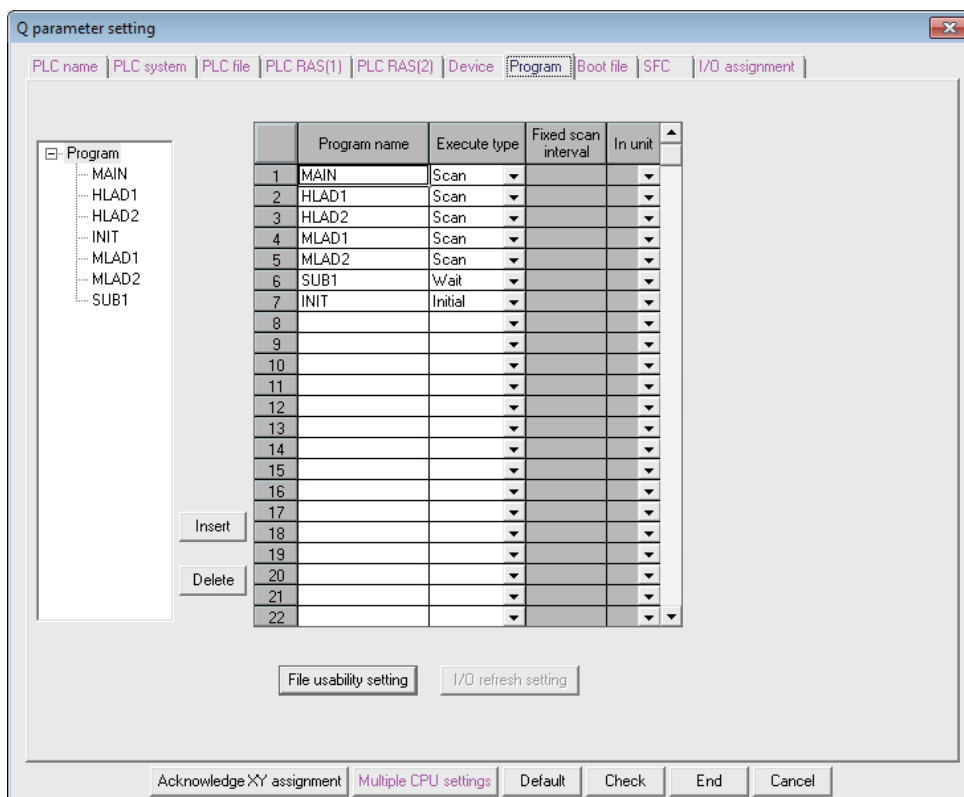 Q parameter setting
PLC name PLC system PLC file PLC RAS(1) PLC RAS(2) Device Program Boot file SFC I/O assignment
Program
MAIN
HLAD1
HLAD2
INIT
MLAD1
MLAD2
SUB1
Program name Execute type Fixed scan interval In unit
1 MAIN Scan
2 HLAD1 Scan
3 HLAD2 Scan
4 MLAD1 Scan
5 MLAD2 Scan
6 SUB1 Wait
7 INIT Initial
8
9
10
11
12
13
14
15
16
17
18
19
20
21
22
Insert
Delete
File usability setting I/O refresh setting
Acknowledge XY assignment Multiple CPU settings Default Check End Cancel